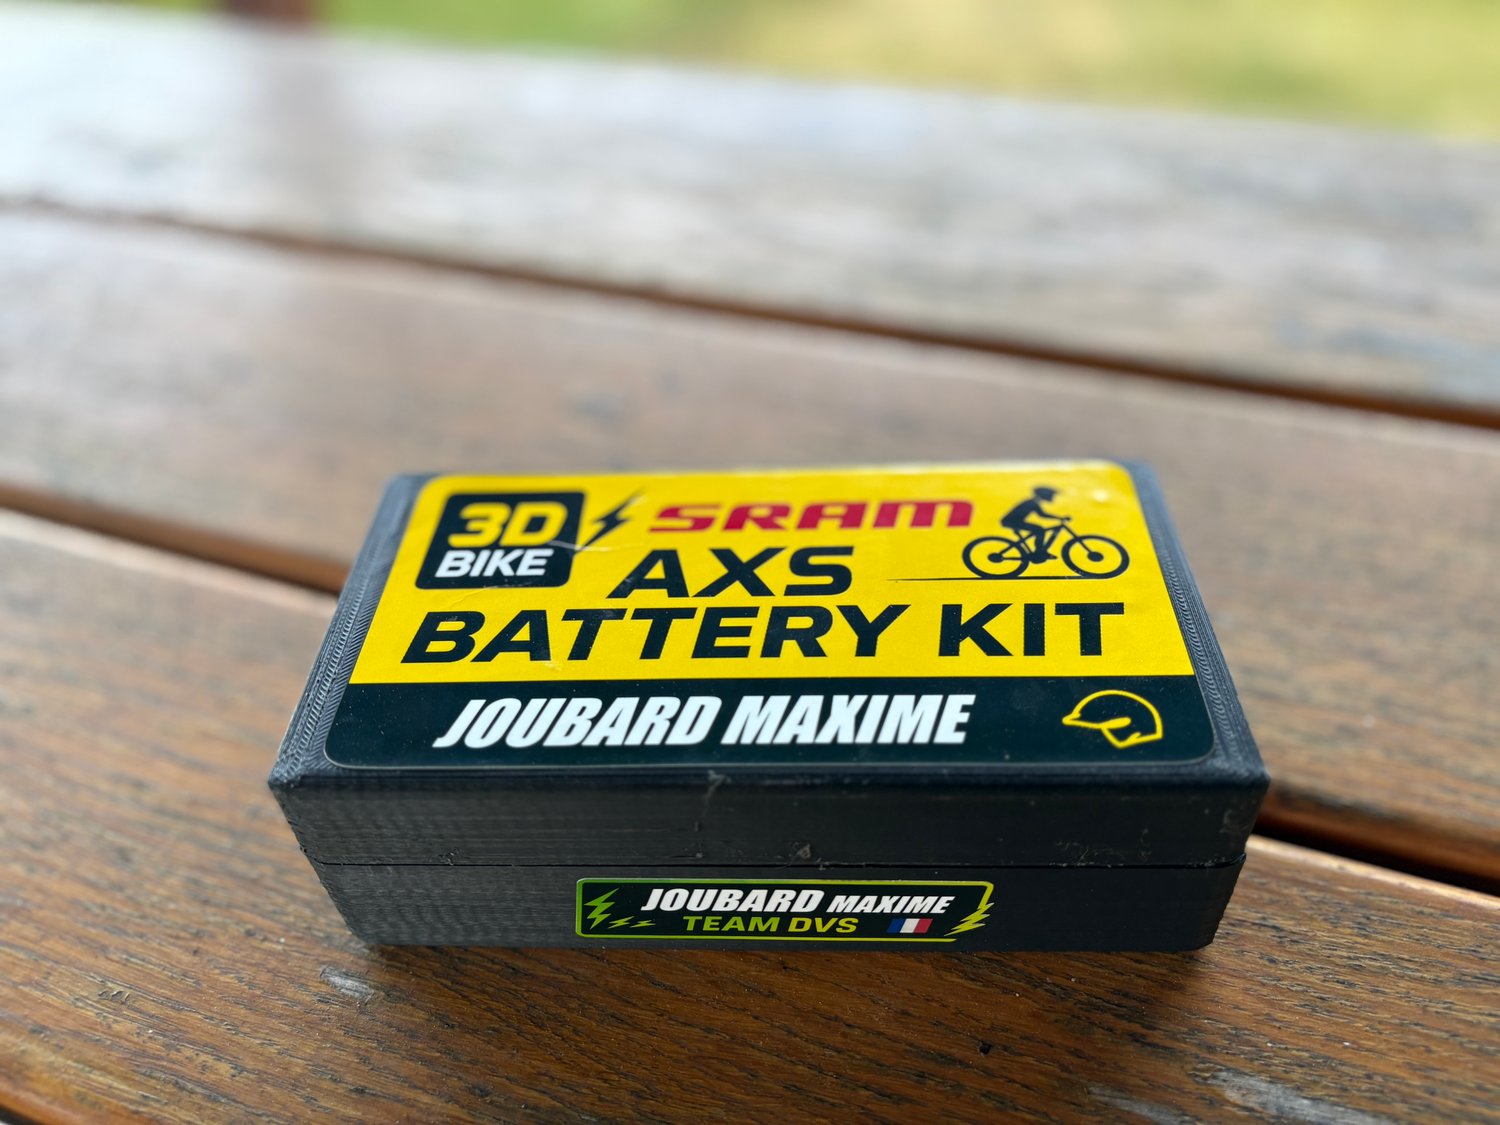 3D
BIKE
SRAM
AXS
BATTERY KIT
JOUBARD MAXIME
JOUBARD MAXIME
TEAM DVS